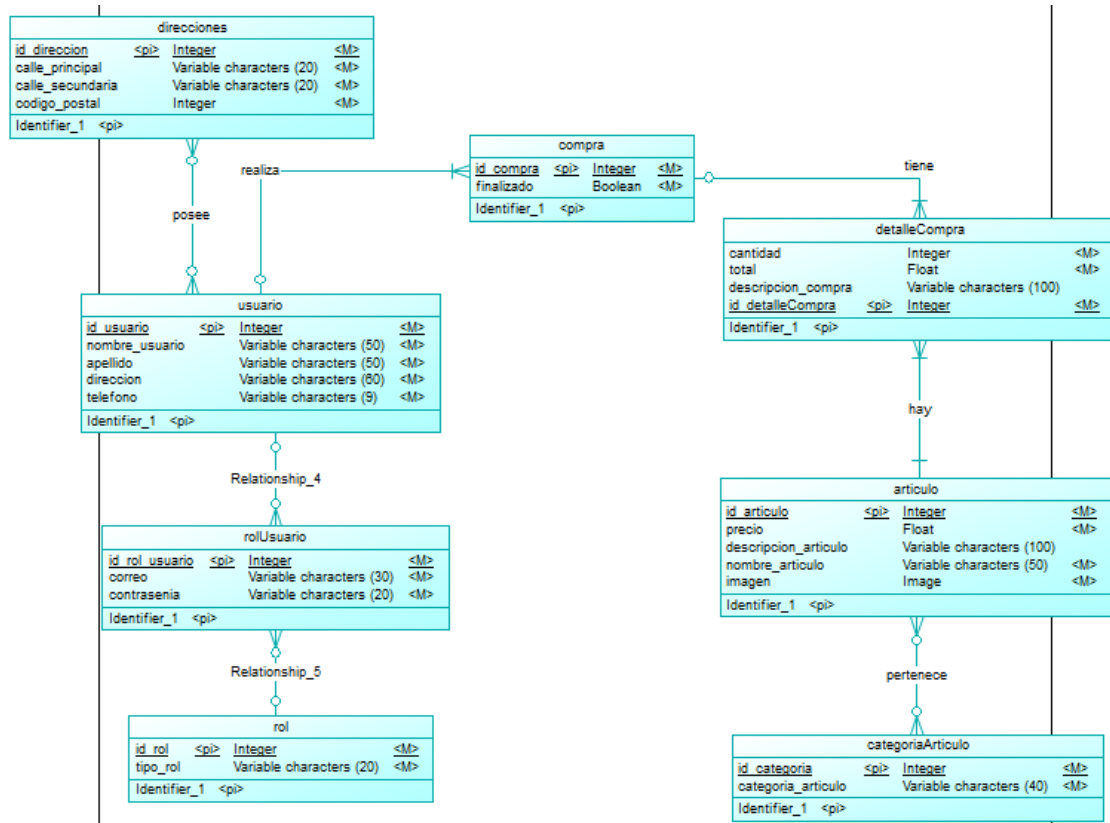 direcciones
id_direccion <pi> Integer <M>
calle_principal Variable characters (20) <M>
calle_secundaria Variable characters (20) <M>
codigo_postal Integer <M>
Identifier_1 <pi>
compra
id_compra <pi> Integer <M>
finalizado Boolean <M>
Identifier_1 <pi>
realiza
tiene
posee
detalleCompra
cantidad Integer <M>
total Float <M>
descripcion_compra Variable characters (100)
id_detalleCompra <pi> Integer <M>
Identifier_1 <pi>
usuario
id_usuario <pi> Integer <M>
nombre_usuario Variable characters (50) <M>
apellido Variable characters (50) <M>
direccion Variable characters (60) <M>
telefono Variable characters (9) <M>
Identifier_1 <pi>
hay
Relationship_4
articulo
id_articulo <pi> Integer <M>
precio Float <M>
descripcion_articulo Variable characters (100)
nombre_articulo Variable characters (50) <M>
imagen Image <M>
Identifier_1 <pi>
rolUsuario
id_rol_usuario <pi> Integer <M>
correo Variable characters (30) <M>
contrasenia Variable characters (20) <M>
Identifier_1 <pi>
Relationship_5
pertenece
rol
id_rol <pi> Integer <M>
tipo_rol Variable characters (20) <M>
Identifier_1 <pi>
categoriaArticulo
id_categoria <pi> Integer <M>
categoria_articulo Variable characters (40) <M>
Identifier_1 <pi>